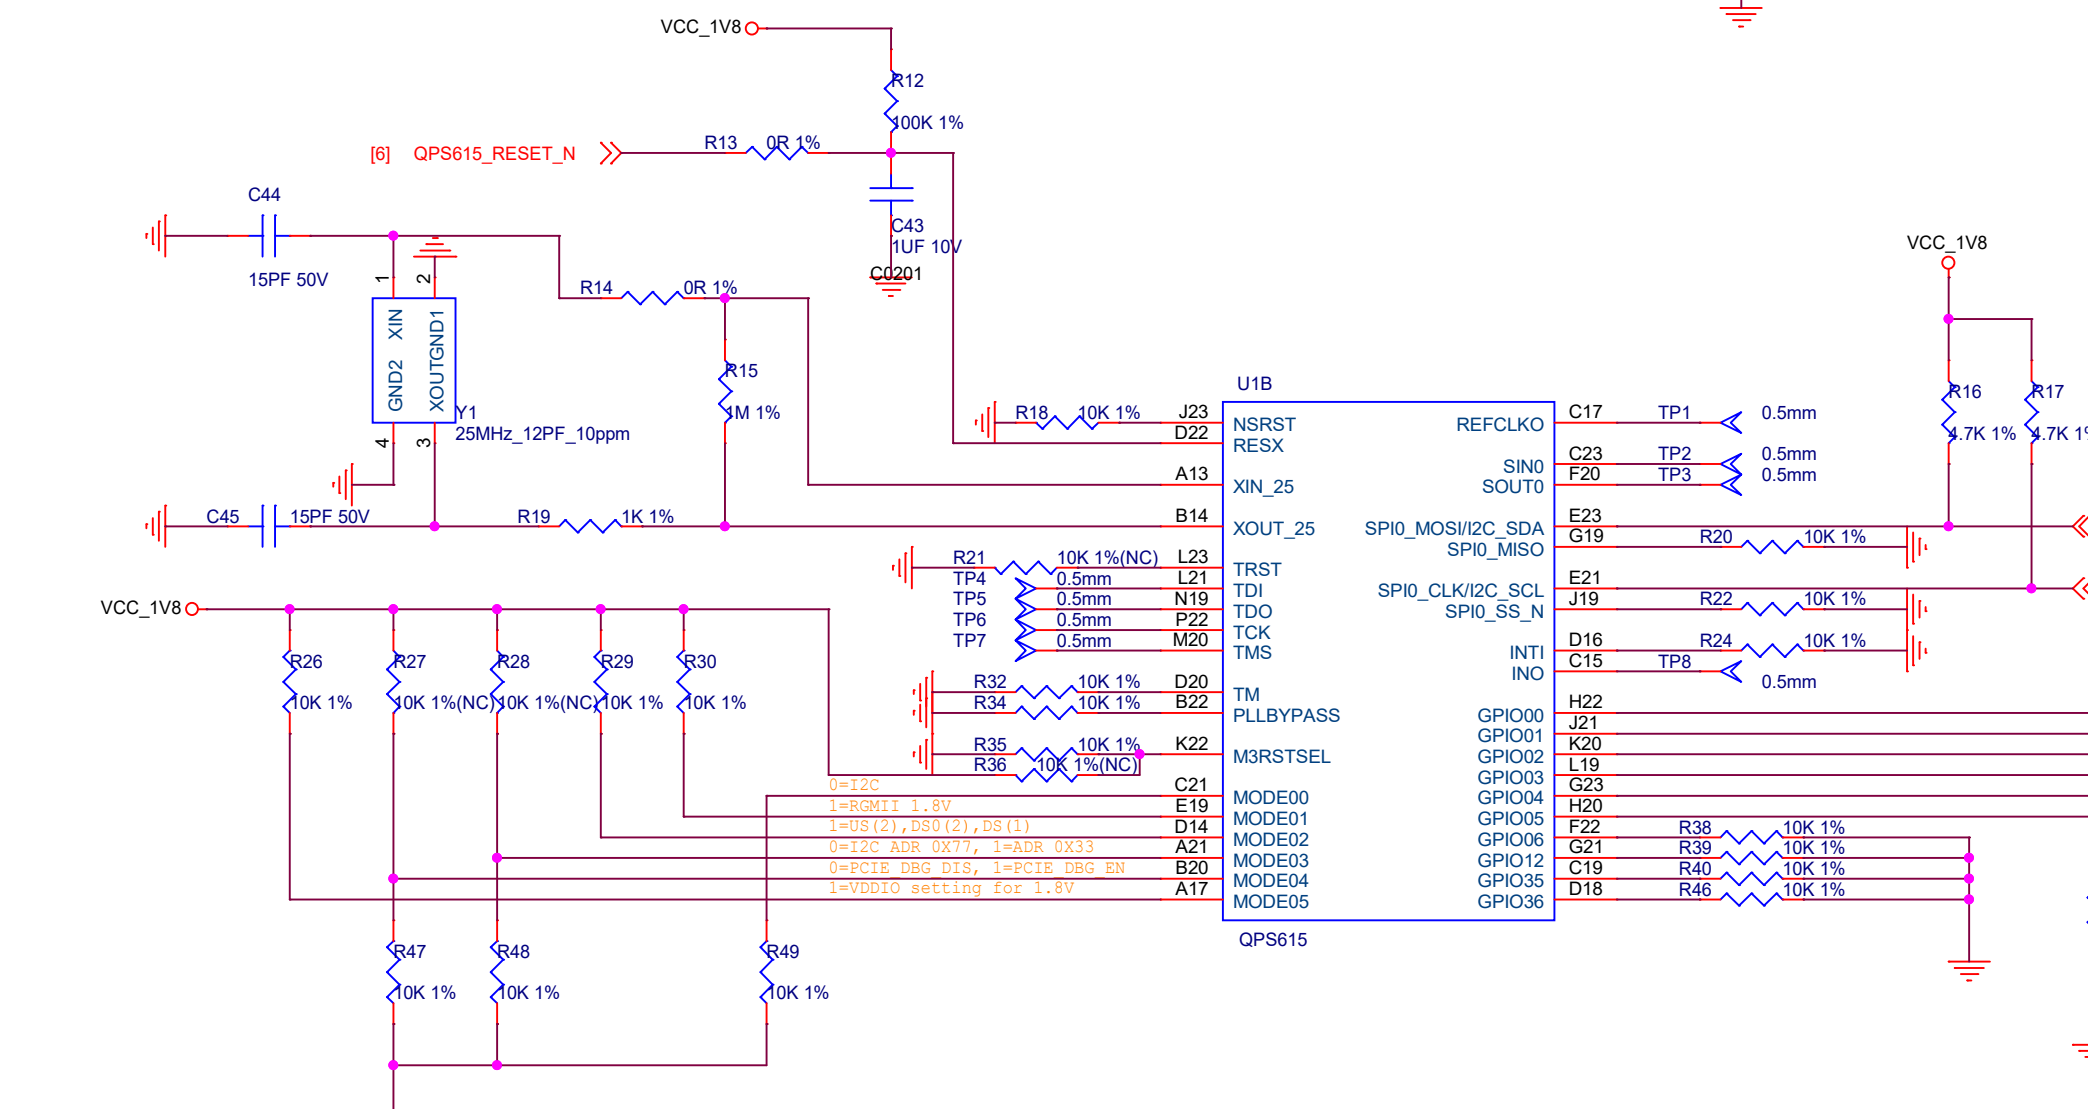 VCC_1V8
R12
100K 1%
[6] QPS615_RESET_N
R13 0R 1%
C43
1UF 10V
C0201
C44
15PF 50V
1
2
XIN
XOUTGND1
GND2
4
3
Y1
25MHz_12PF_10ppm
R14 0R 1%
R15
1M 1%
C45 15PF 50V
R19 1K 1%
VCC_1V8
R16
4.7K 1%
R17
4.7K 1%
U1B
R18 10K 1% J23 NSRST
D22 RESX
A13 XIN_25
B14 XOUT_25
R21 10K 1%(NC) L23 TRST
TP4 0.5mm L21 TDI
TP5 0.5mm N19 TDO
TP6 0.5mm P22 TCK
TP7 0.5mm M20 TMS
R32 10K 1% D20 TM
R34 10K 1% B22 PLLBYPASS
R35 10K 1% K22 M3RSTSEL
R36 10K 1%(NC)
0=I2C C21 MODE00
1=RGMII 1.8V E19 MODE01
1=US(2),DS0(2),DS(1) D14 MODE02
0=I2C ADR 0X77, 1=ADR 0X33 A21 MODE03
0=PCIE_DBG_DIS, 1=PCIE_DBG_EN B20 MODE04
1=VDDIO setting for 1.8V A17 MODE05
REFCLKO C17 TP1 0.5mm
SIN0 C23 TP2 0.5mm
SOUT0 F20 TP3 0.5mm
SPI0_MOSI/I2C_SDA E23
SPI0_MISO G19 R20 10K 1%
SPI0_CLK/I2C_SCL E21
SPI0_SS_N J19 R22 10K 1%
INTI D16 R24 10K 1%
INO C15 TP8 0.5mm
GPIO00 H22
GPIO01 J21
GPIO02 K20
GPIO03 L19
GPIO04 G23
GPIO05 H20
GPIO06 F22 R38 10K 1%
GPIO12 G21 R39 10K 1%
GPIO35 C19 R40 10K 1%
GPIO36 D18 R46 10K 1%
QPS615
VCC_1V8
R26
10K 1%
R27
10K 1%(NC)
R28
10K 1%(NC)
R29
10K 1%
R30
10K 1%
R47
10K 1%
R48
10K 1%
R49
10K 1%